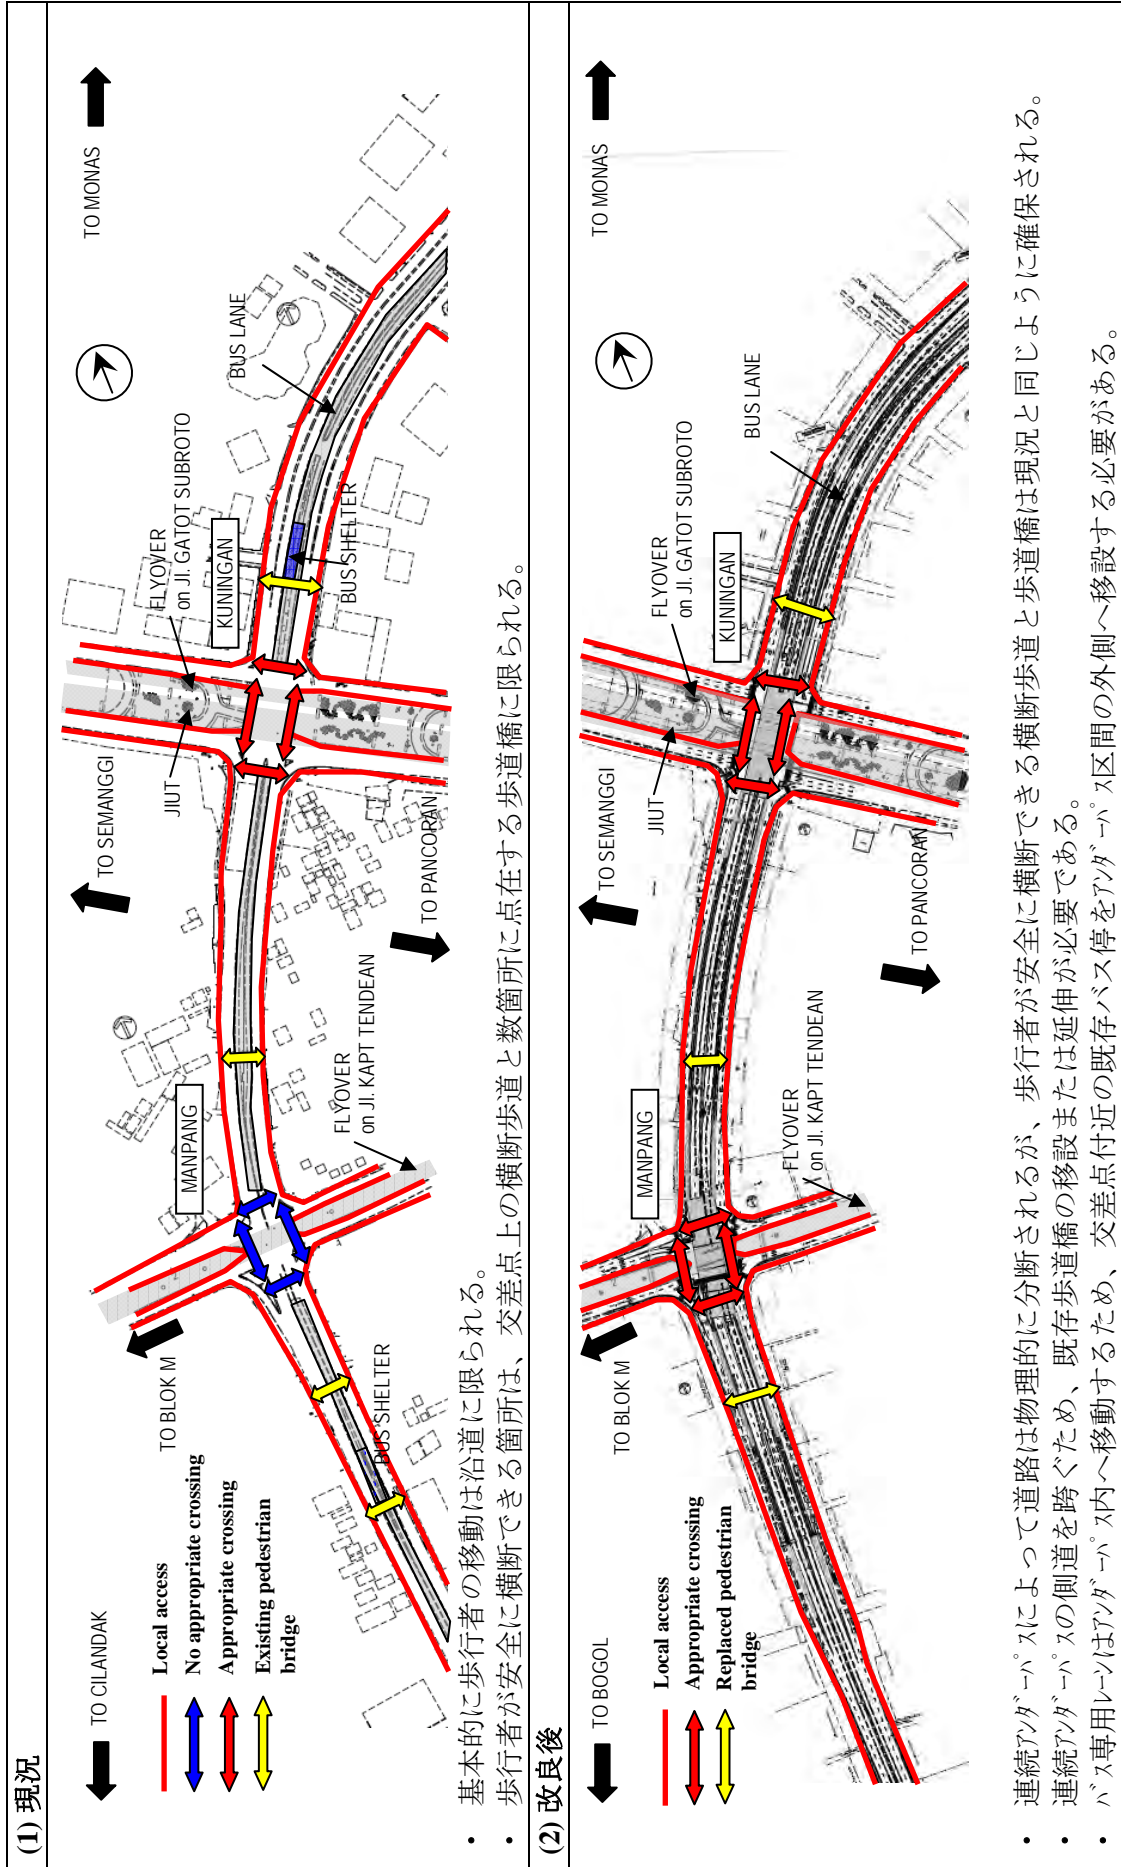 (1) 現況
TO CILANDAK
TO MONAS
Local access
No appropriate crossing
Appropriate crossing
Existing pedestrian
bridge
TO BLOK M
BUS SHELTER
MANPANG
FLYOVER
on Jl. KAPT TENDEAN
TO SEMANGGI
TO PANCORAN
JIUT
FLYOVER
on Jl. GATOT SUBROTO
KUNINGAN
BUS SHELTER
BUS LANE
・ 基本的に歩行者の移動は沿道に限られる。
・ 歩行者が安全に横断できる箇所は、交差点上の横断歩道と数箇所に点在する歩道橋に限られる。
(2) 改良後
TO BOGOL
TO MONAS
Local access
Appropriate crossing
Replaced pedestrian
bridge
TO BLOK M
MANPANG
FLYOVER
on Jl. KAPT TENDEAN
TO SEMANGGI
TO PANCORAN
JIUT
FLYOVER
on Jl. GATOT SUBROTO
KUNINGAN
BUS LANE
・ 連続ｱﾝﾀﾞｰﾊﾟｽによって道路は物理的に分断されるが、歩行者が安全に横断できる横断歩道と歩道橋は現況と同じように確保される。
・ 連続ｱﾝﾀﾞｰﾊﾟｽの側道を跨ぐため、既存歩道橋の移設または延伸が必要である。
・ バス専用ﾚｰﾝはｱﾝﾀﾞｰﾊﾟｽ内へ移動するため、交差点付近の既存バス停をｱﾝﾀﾞｰﾊﾟｽ区間の外側へ移設する必要がある。